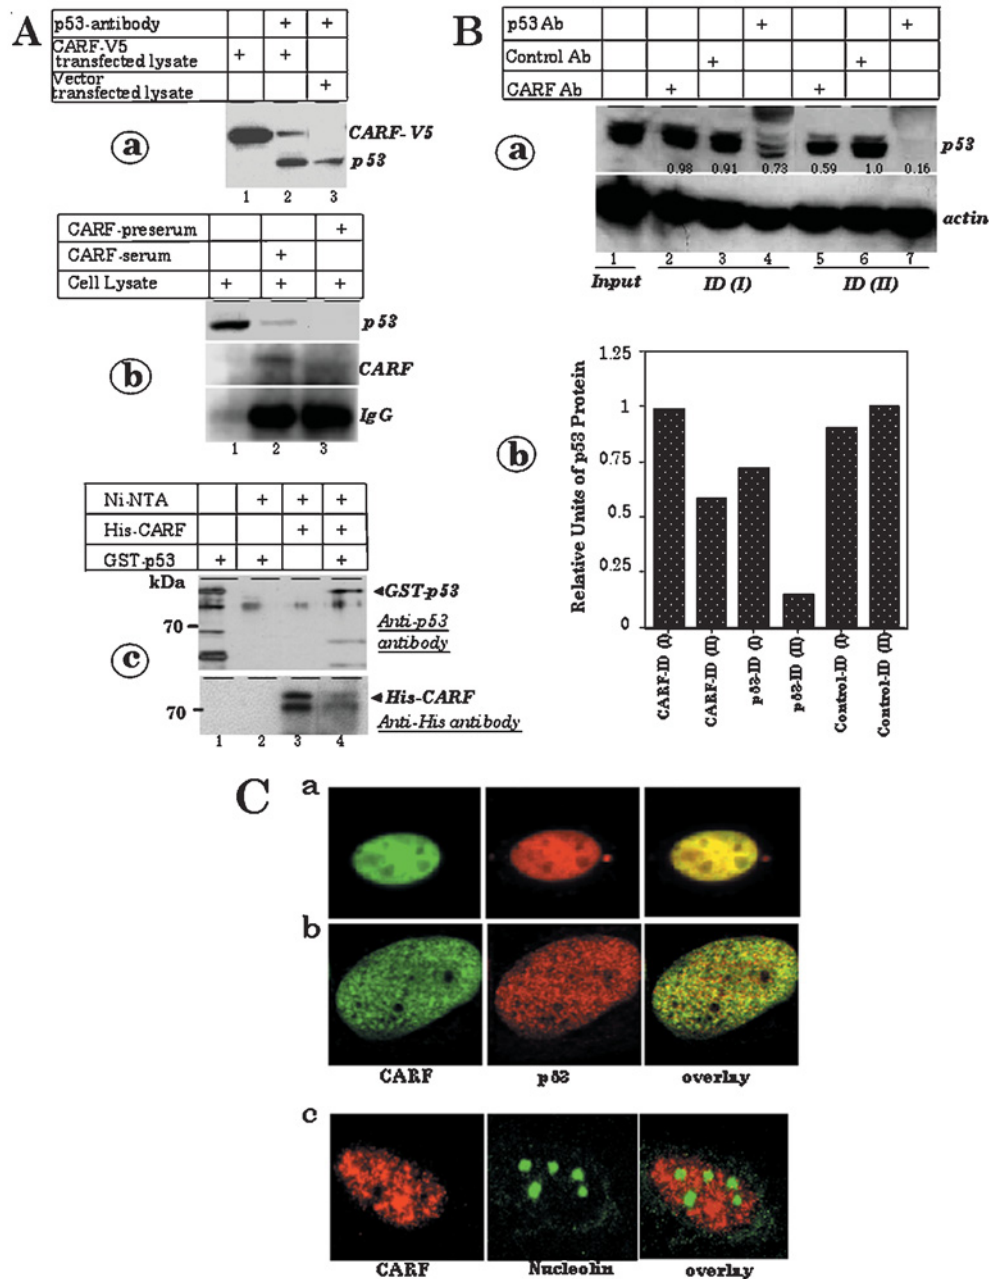 A
p53-antibody + +
CARF-V5 transfected lysate + +
Vector transfected lysate +
a
CARF-V5
p53
1 2 3
CARF-preserum +
CARF-serum +
Cell Lysate + + +
b
p53
CARF
IgG
1 2 3
Ni-NTA + + +
His-CARF + +
GST-p53 + + +
kDa
c
GST-p53
70
Anti-p53
antibody
His-CARF
70
Anti-His antibody
1 2 3 4
B
p53 Ab + +
Control Ab + +
CARF Ab + +
a
p53
0.98 0.91 0.73 0.59 1.0 0.16
actin
1 2 3 4 5 6 7
Input ID (I) ID (II)
b
Relative Units of p53 Protein
1.25
1
0.75
0.5
0.25
0
CARF-ID (I)
CARF-ID (II)
p53-ID (I)
p53-ID (II)
Control-ID (I)
Control-ID (II)
C
a
b
CARF p53 overlay
c
CARF Nucleolin overlay